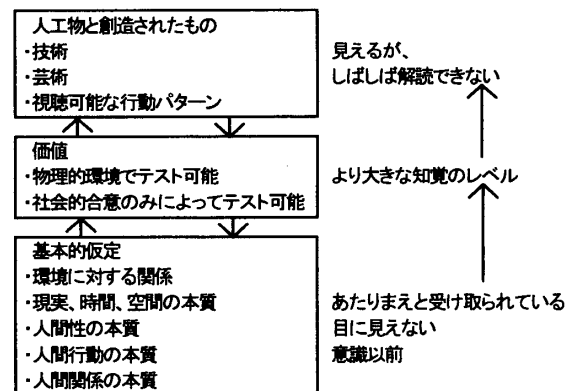 人工物と創造されたもの
・技術
・芸術
・視聴可能な行動パターン
見えるが、
しばしば解読できない
価値
・物理的環境でテスト可能
・社会的合意のみによってテスト可能
より大きな知覚のレベル
基本的仮定
・環境に対する関係
・現実、時間、空間の本質
・人間性の本質
・人間行動の本質
・人間関係の本質
あたりまえと受け取られている
目に見えない
意識以前